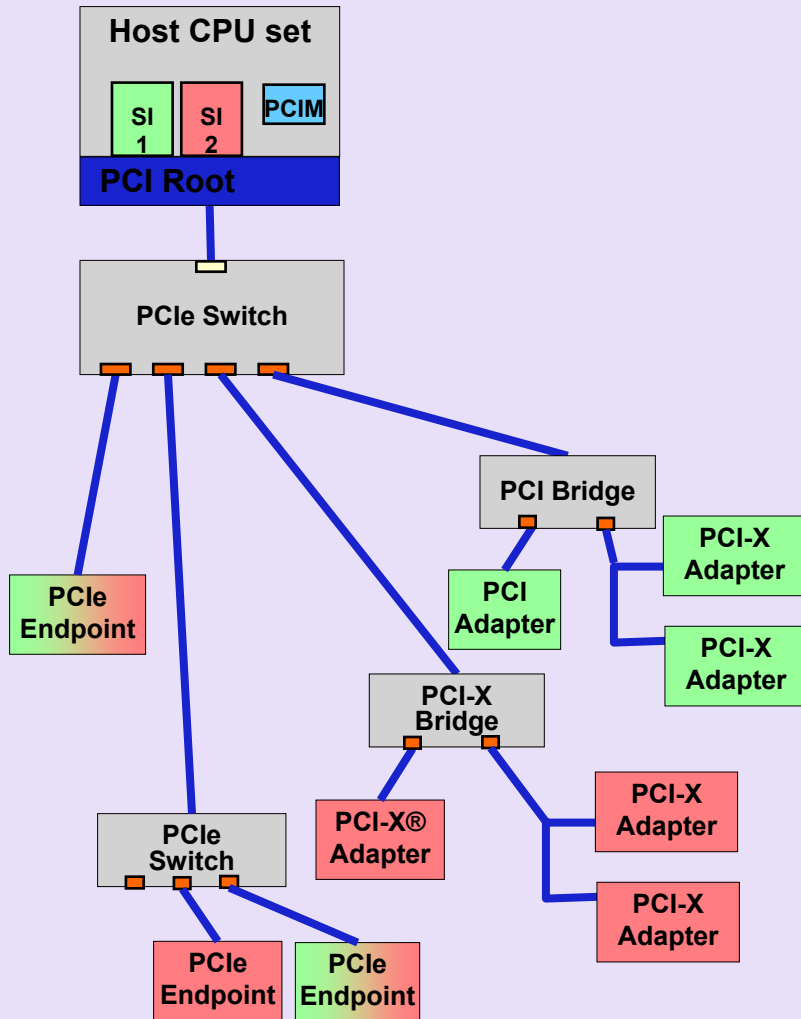 Host CPU set
SI
1
SI
2
PCIM
PCI Root
PCIe Switch
PCI Bridge
PCI-X
Adapter
PCIe
Endpoint
PCI
Adapter
PCI-X
Adapter
PCI-X
Bridge
PCI-X
Adapter
PCI-X®
Adapter
PCIe
Switch
PCI-X
Adapter
PCIe
Endpoint
PCIe
Endpoint